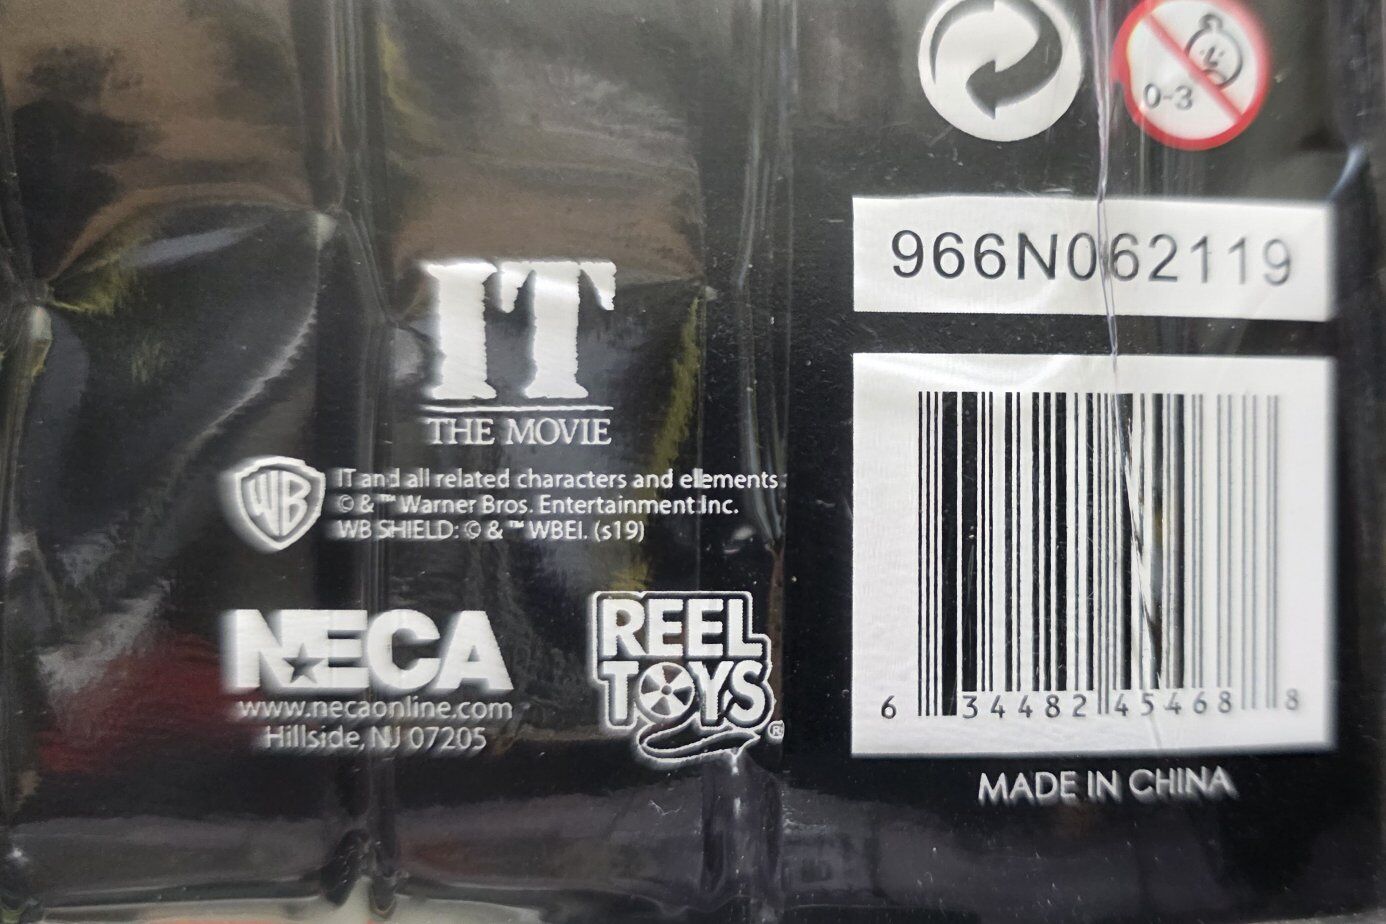 0-3
966N062119
IT
THE MOVIE
WB
IT and all related characters and elements
© & ™ Warner Bros. Entertainment Inc.
WB SHIELD: © & ™ WBEI. (s19)
NECA
www.necaonline.com
Hillside, NJ 07205
REEL
TOYS
®
6 34482 45468 8
MADE IN CHINA